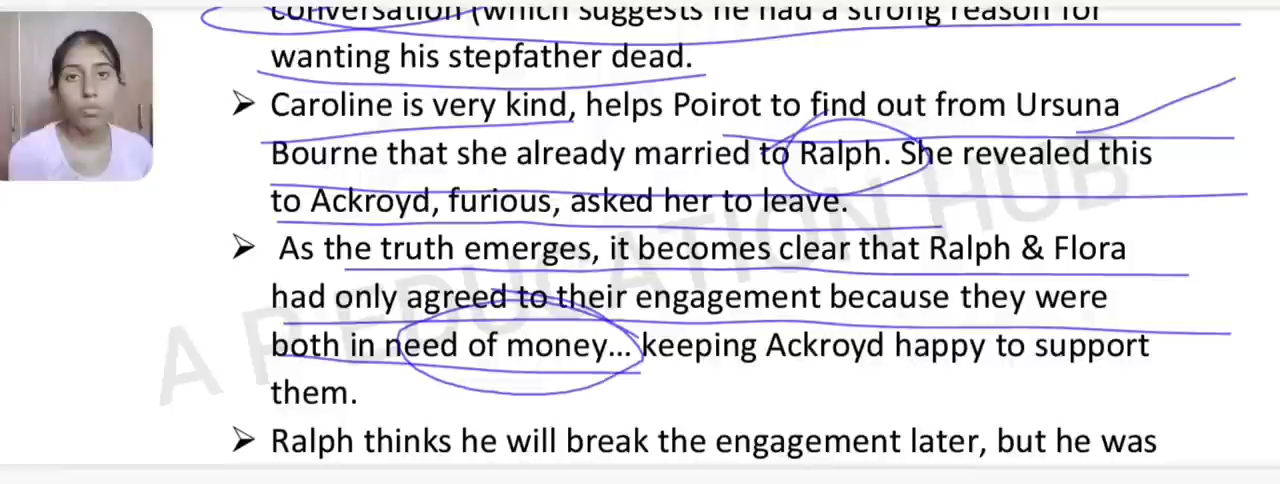 conversation (which suggests he had a strong reason for
wanting his stepfather dead.
➢ Caroline is very kind, helps Poirot to find out from Ursuna
Bourne that she already married to Ralph. She revealed this
to Ackroyd, furious, asked her to leave.
➢ As the truth emerges, it becomes clear that Ralph & Flora
had only agreed to their engagement because they were
both in need of money... keeping Ackroyd happy to support
them.
➢ Ralph thinks he will break the engagement later, but he was
A P EDUCATION HUB